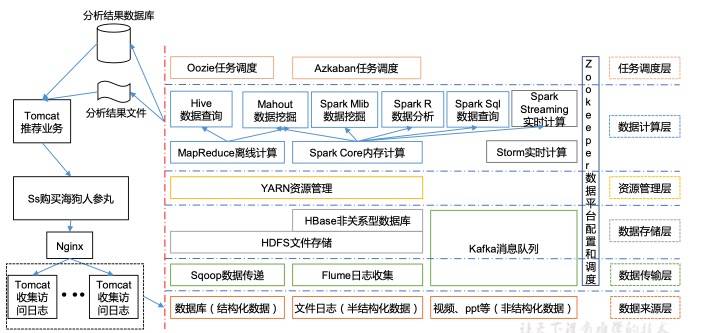 分析结果数据库
分析结果文件
Tomcat
推荐业务
Ss购买海狗人参丸
Nginx
Tomcat
收集访
问日志
Tomcat
收集访
问日志
Oozie任务调度
Azkaban任务调度
任务调度层
Hive
数据查询
Mahout
数据挖掘
Spark Mlib
数据挖掘
Spark R
数据分析
Spark Sql
数据查询
Spark
Streaming
实时计算
数据计算层
MapReduce离线计算
Spark Core内存计算
Storm实时计算
YARN资源管理
资源管理层
HBase非关系型数据库
HDFS文件存储
Kafka消息队列
数据存储层
Sqoop数据传递
Flume日志收集
数据传输层
数据库（结构化数据）
文件日志（半结构化数据）
视频、ppt等（非结构化数据）
数据来源层
Zookeeper数据平台配置和调度
让天下没有难学的技术